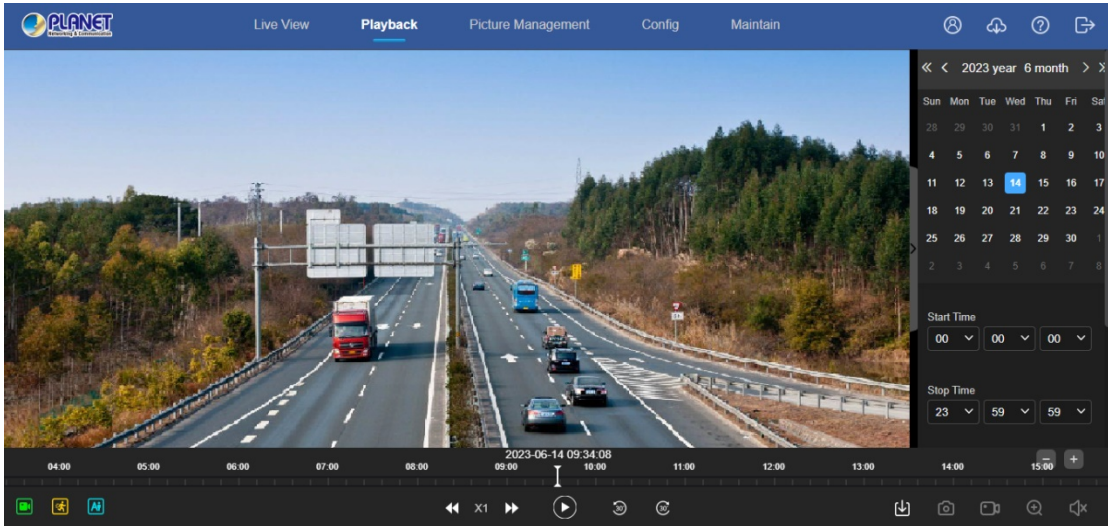 PLANET
Networking & Communication
Live View Playback Picture Management Config Maintain
2023 year 6 month
Sun Mon Tue Wed Thu Fri Sat
28 29 30 31 1 2 3
4 5 6 7 8 9 10
11 12 13 14 15 16 17
18 19 20 21 22 23 24
25 26 27 28 29 30 1
2 3 4 5 6 7 8
Start Time
00 00 00
Stop Time
23 59 59
2023-06-14 09:34:08
04:00 05:00 06:00 07:00 08:00 09:00 10:00 11:00 12:00 13:00 14:00 15:00
X1 30 30